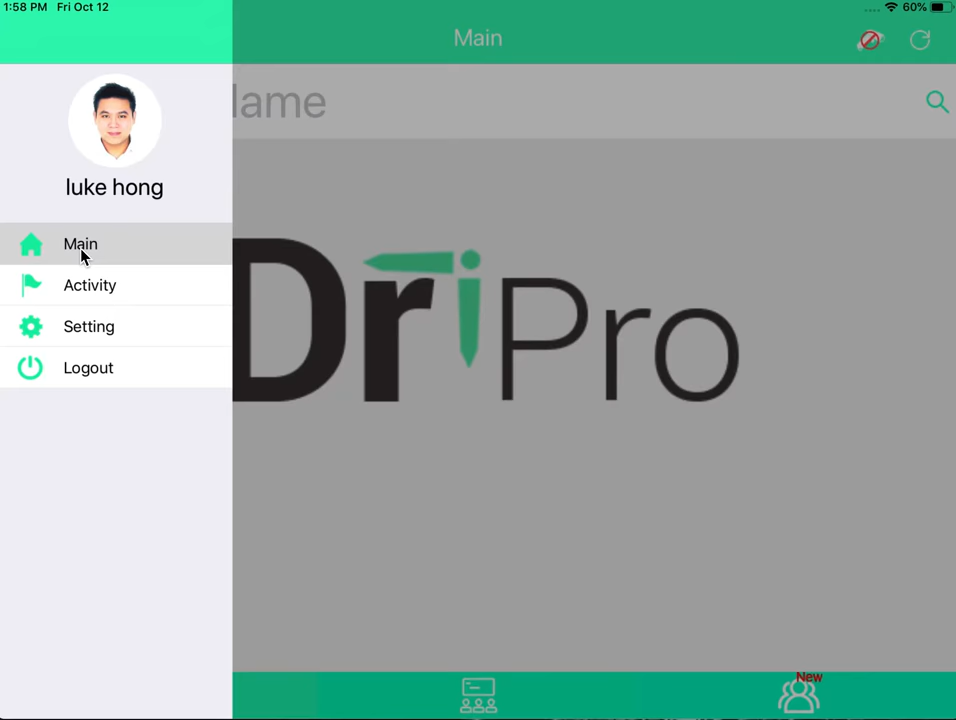 1:58 PM Fri Oct 12
60%
Main
lame
luke hong
Main
Activity
Setting
Logout
DriPro
New